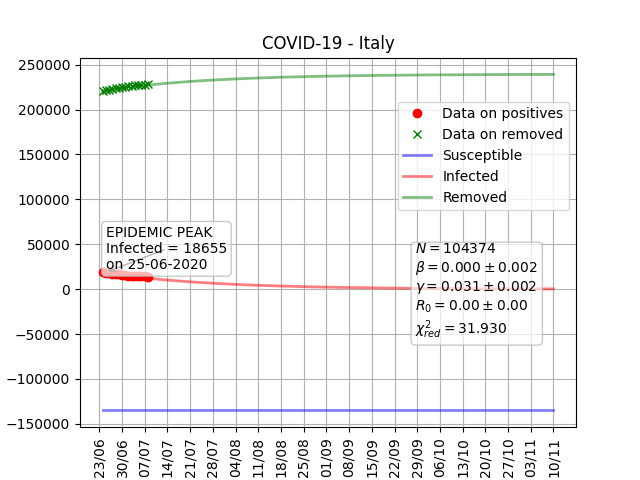 COVID-19 - Italy
250000
200000
150000
100000
50000
0
−50000
−100000
−150000
Data on positives
Data on removed
Susceptible
Infected
Removed
EPIDEMIC PEAK
Infected = 18655
on 25-06-2020
N = 104374
β = 0.000 ± 0.002
γ = 0.031 ± 0.002
R₀ = 0.00 ± 0.00
χ²_red = 31.930
23/06
30/06
07/07
14/07
21/07
28/07
04/08
11/08
18/08
25/08
01/09
08/09
15/09
22/09
29/09
06/10
13/10
20/10
27/10
03/11
10/11